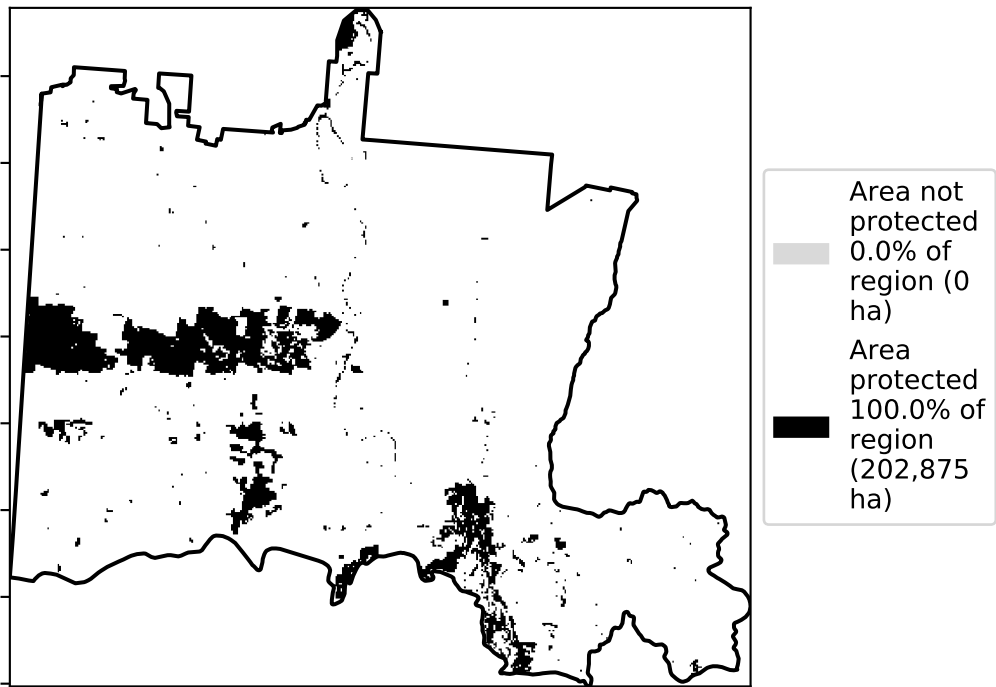 Area not
protected
0.0% of
region (0
ha)
Area
protected
100.0% of
region
(202,875
ha)